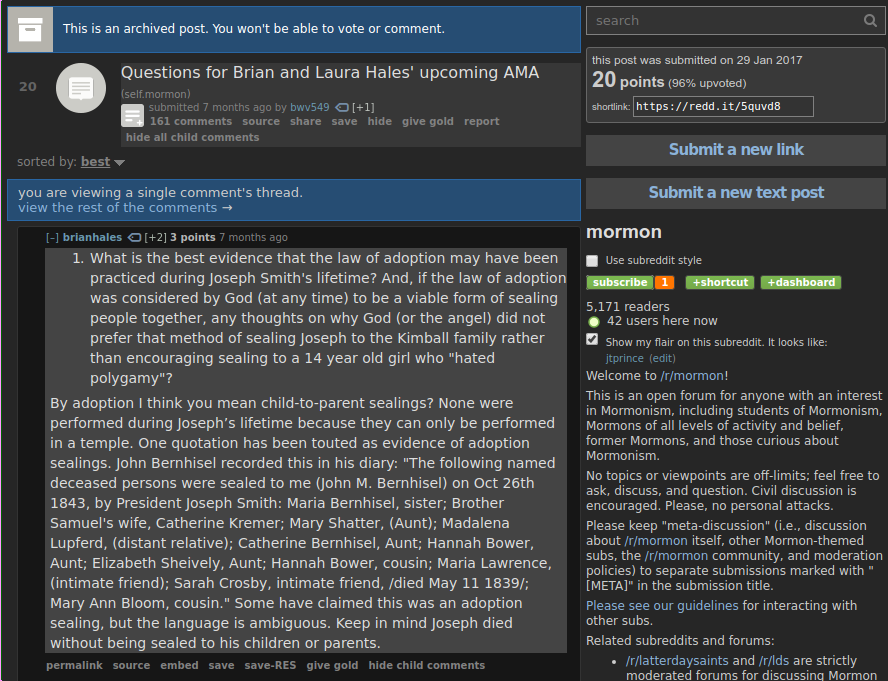 This is an archived post. You won't be able to vote or comment.
20
Questions for Brian and Laura Hales' upcoming AMA
(self.mormon)
submitted 7 months ago by bwv549 [+1]
161 comments source share save hide give gold report
hide all child comments
sorted by: best
you are viewing a single comment's thread.
view the rest of the comments →
[–] brianhales [+2] 3 points 7 months ago
1. What is the best evidence that the law of adoption may have been
practiced during Joseph Smith's lifetime? And, if the law of adoption
was considered by God (at any time) to be a viable form of sealing
people together, any thoughts on why God (or the angel) did not
prefer that method of sealing Joseph to the Kimball family rather
than encouraging sealing to a 14 year old girl who "hated
polygamy"?
By adoption I think you mean child-to-parent sealings? None were
performed during Joseph’s lifetime because they can only be performed
in a temple. One quotation has been touted as evidence of adoption
sealings. John Bernhisel recorded this in his diary: "The following named
deceased persons were sealed to me (John M. Bernhisel) on Oct 26th
1843, by President Joseph Smith: Maria Bernhisel, sister; Brother
Samuel's wife, Catherine Kremer; Mary Shatter, (Aunt); Madalena
Lupferd, (distant relative); Catherine Bernhisel, Aunt; Hannah Bower,
Aunt; Elizabeth Sheively, Aunt; Hannah Bower, cousin; Maria Lawrence,
(intimate friend); Sarah Crosby, intimate friend, /died May 11 1839/;
Mary Ann Bloom, cousin." Some have claimed this was an adoption
sealing, but the language is ambiguous. Keep in mind Joseph died
without being sealed to his children or parents.
permalink source embed save save-RES give gold hide child comments
search
this post was submitted on 29 Jan 2017
20 points (96% upvoted)
shortlink: https://redd.it/5quvd8
Submit a new link
Submit a new text post
mormon
Use subreddit style
subscribe 1 +shortcut +dashboard
5,171 readers
42 users here now
Show my flair on this subreddit. It looks like:
jtprince (edit)
Welcome to /r/mormon!
This is an open forum for anyone with an interest
in Mormonism, including students of Mormonism,
Mormons of all levels of activity and belief,
former Mormons, and those curious about
Mormonism.
No topics or viewpoints are off-limits; feel free to
ask, discuss, and question. Civil discussion is
encouraged. Please, no personal attacks.
Please keep "meta-discussion" (i.e., discussion
about /r/mormon itself, other Mormon-themed
subs, the /r/mormon community, and moderation
policies) to separate submissions marked with "
[META]" in the submission title.
Please see our guidelines for interacting with
other subs.
Related subreddits and forums:
• /r/latterdaysaints and /r/lds are strictly
moderated forums for discussing Mormon